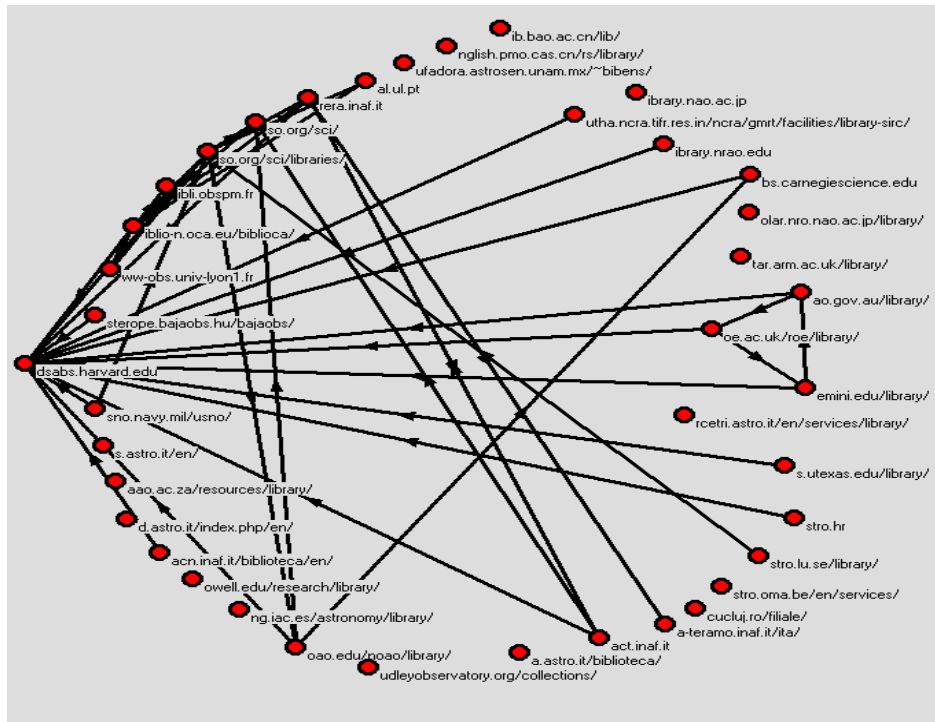 ib.bao.ac.cn/lib/
nglish.pmo.cas.cn/rs/library/
ufadora.astrosen.unam.mx/~bibens/
al.ul.pt
rera.inaf.it
ibrary.nao.ac.jp
utha.ncra.tifr.res.in/ncra/gmrt/facilities/library-sirc/
so.org/sci/
ibrary.nrao.edu
so.org/sci/libraries/
bs.carnegiescience.edu
ibli.obspm.fr
olar.nro.nao.ac.jp/library/
iblio-n.oca.eu/biblioca/
tar.arm.ac.uk/library/
ww-obs.univ-lyon1.fr
ao.gov.au/library/
sterope.bajaobs.hu/bajaobs/
oe.ac.uk/roe/library/
dsabs.harvard.edu
emini.edu/library/
sno.navy.mil/usno/
rcetri.astro.it/en/services/library/
s.astro.it/en/
s.utexas.edu/library/
aao.ac.za/resources/library/
d.astro.it/index.php/en/
stro.hr
acn.inaf.it/biblioteca/en/
stro.lu.se/library/
owell.edu/research/library/
stro.oma.be/en/services/
ng.iac.es/astronomy/library/
cucluj.ro/filiale/
a-teramo.inaf.it/ita/
act.inaf.it
oao.edu/noao/library/
a.astro.it/biblioteca/
udleyobservatory.org/collections/